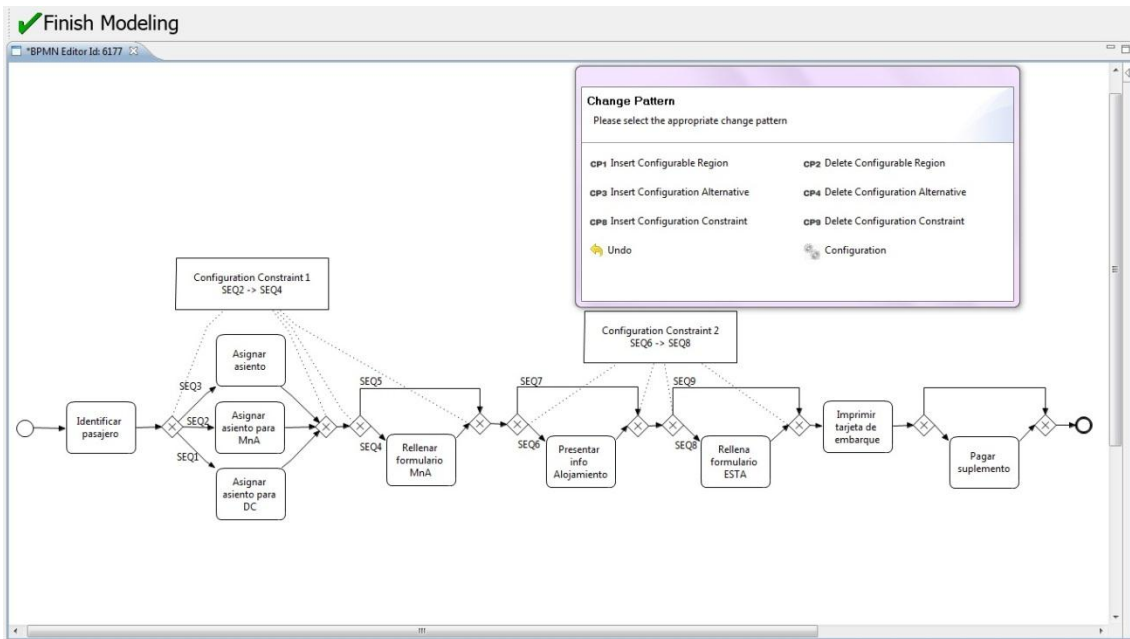 Finish Modeling
*BPMN Editor Id: 6177
Change Pattern
Please select the appropriate change pattern
CP1 Insert Configurable Region
CP2 Delete Configurable Region
CP3 Insert Configuration Alternative
CP4 Delete Configuration Alternative
CP8 Insert Configuration Constraint
CP9 Delete Configuration Constraint
Undo
Configuration
Configuration Constraint 1
SEQ2 -> SEQ4
Configuration Constraint 2
SEQ6 -> SEQ8
Identificar
pasajero
SEQ3
SEQ2
SEQ1
Asignar
asiento
Asignar
asiento para
MnA
Asignar
asiento para
DC
SEQ5
SEQ4
Rellenar
formulario
MnA
SEQ7
SEQ6
Presentar
info
Alojamiento
SEQ9
SEQ8
Rellena
formulario
ESTA
Imprimir
tarjeta de
embarque
Pagar
suplemento